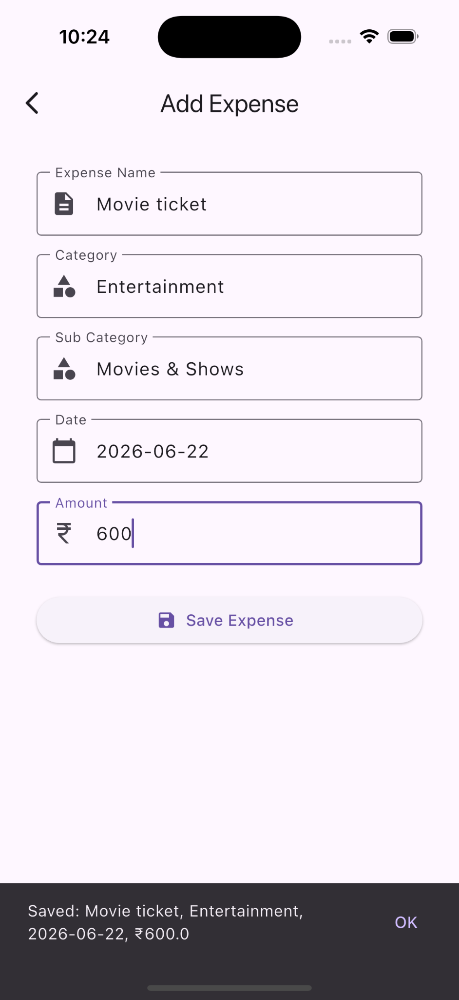 10:24
Add Expense
Expense Name
Movie ticket
Category
Entertainment
Sub Category
Movies & Shows
Date
2026-06-22
Amount
₹ 600
Save Expense
Saved: Movie ticket, Entertainment,
2026-06-22, ₹600.0
OK